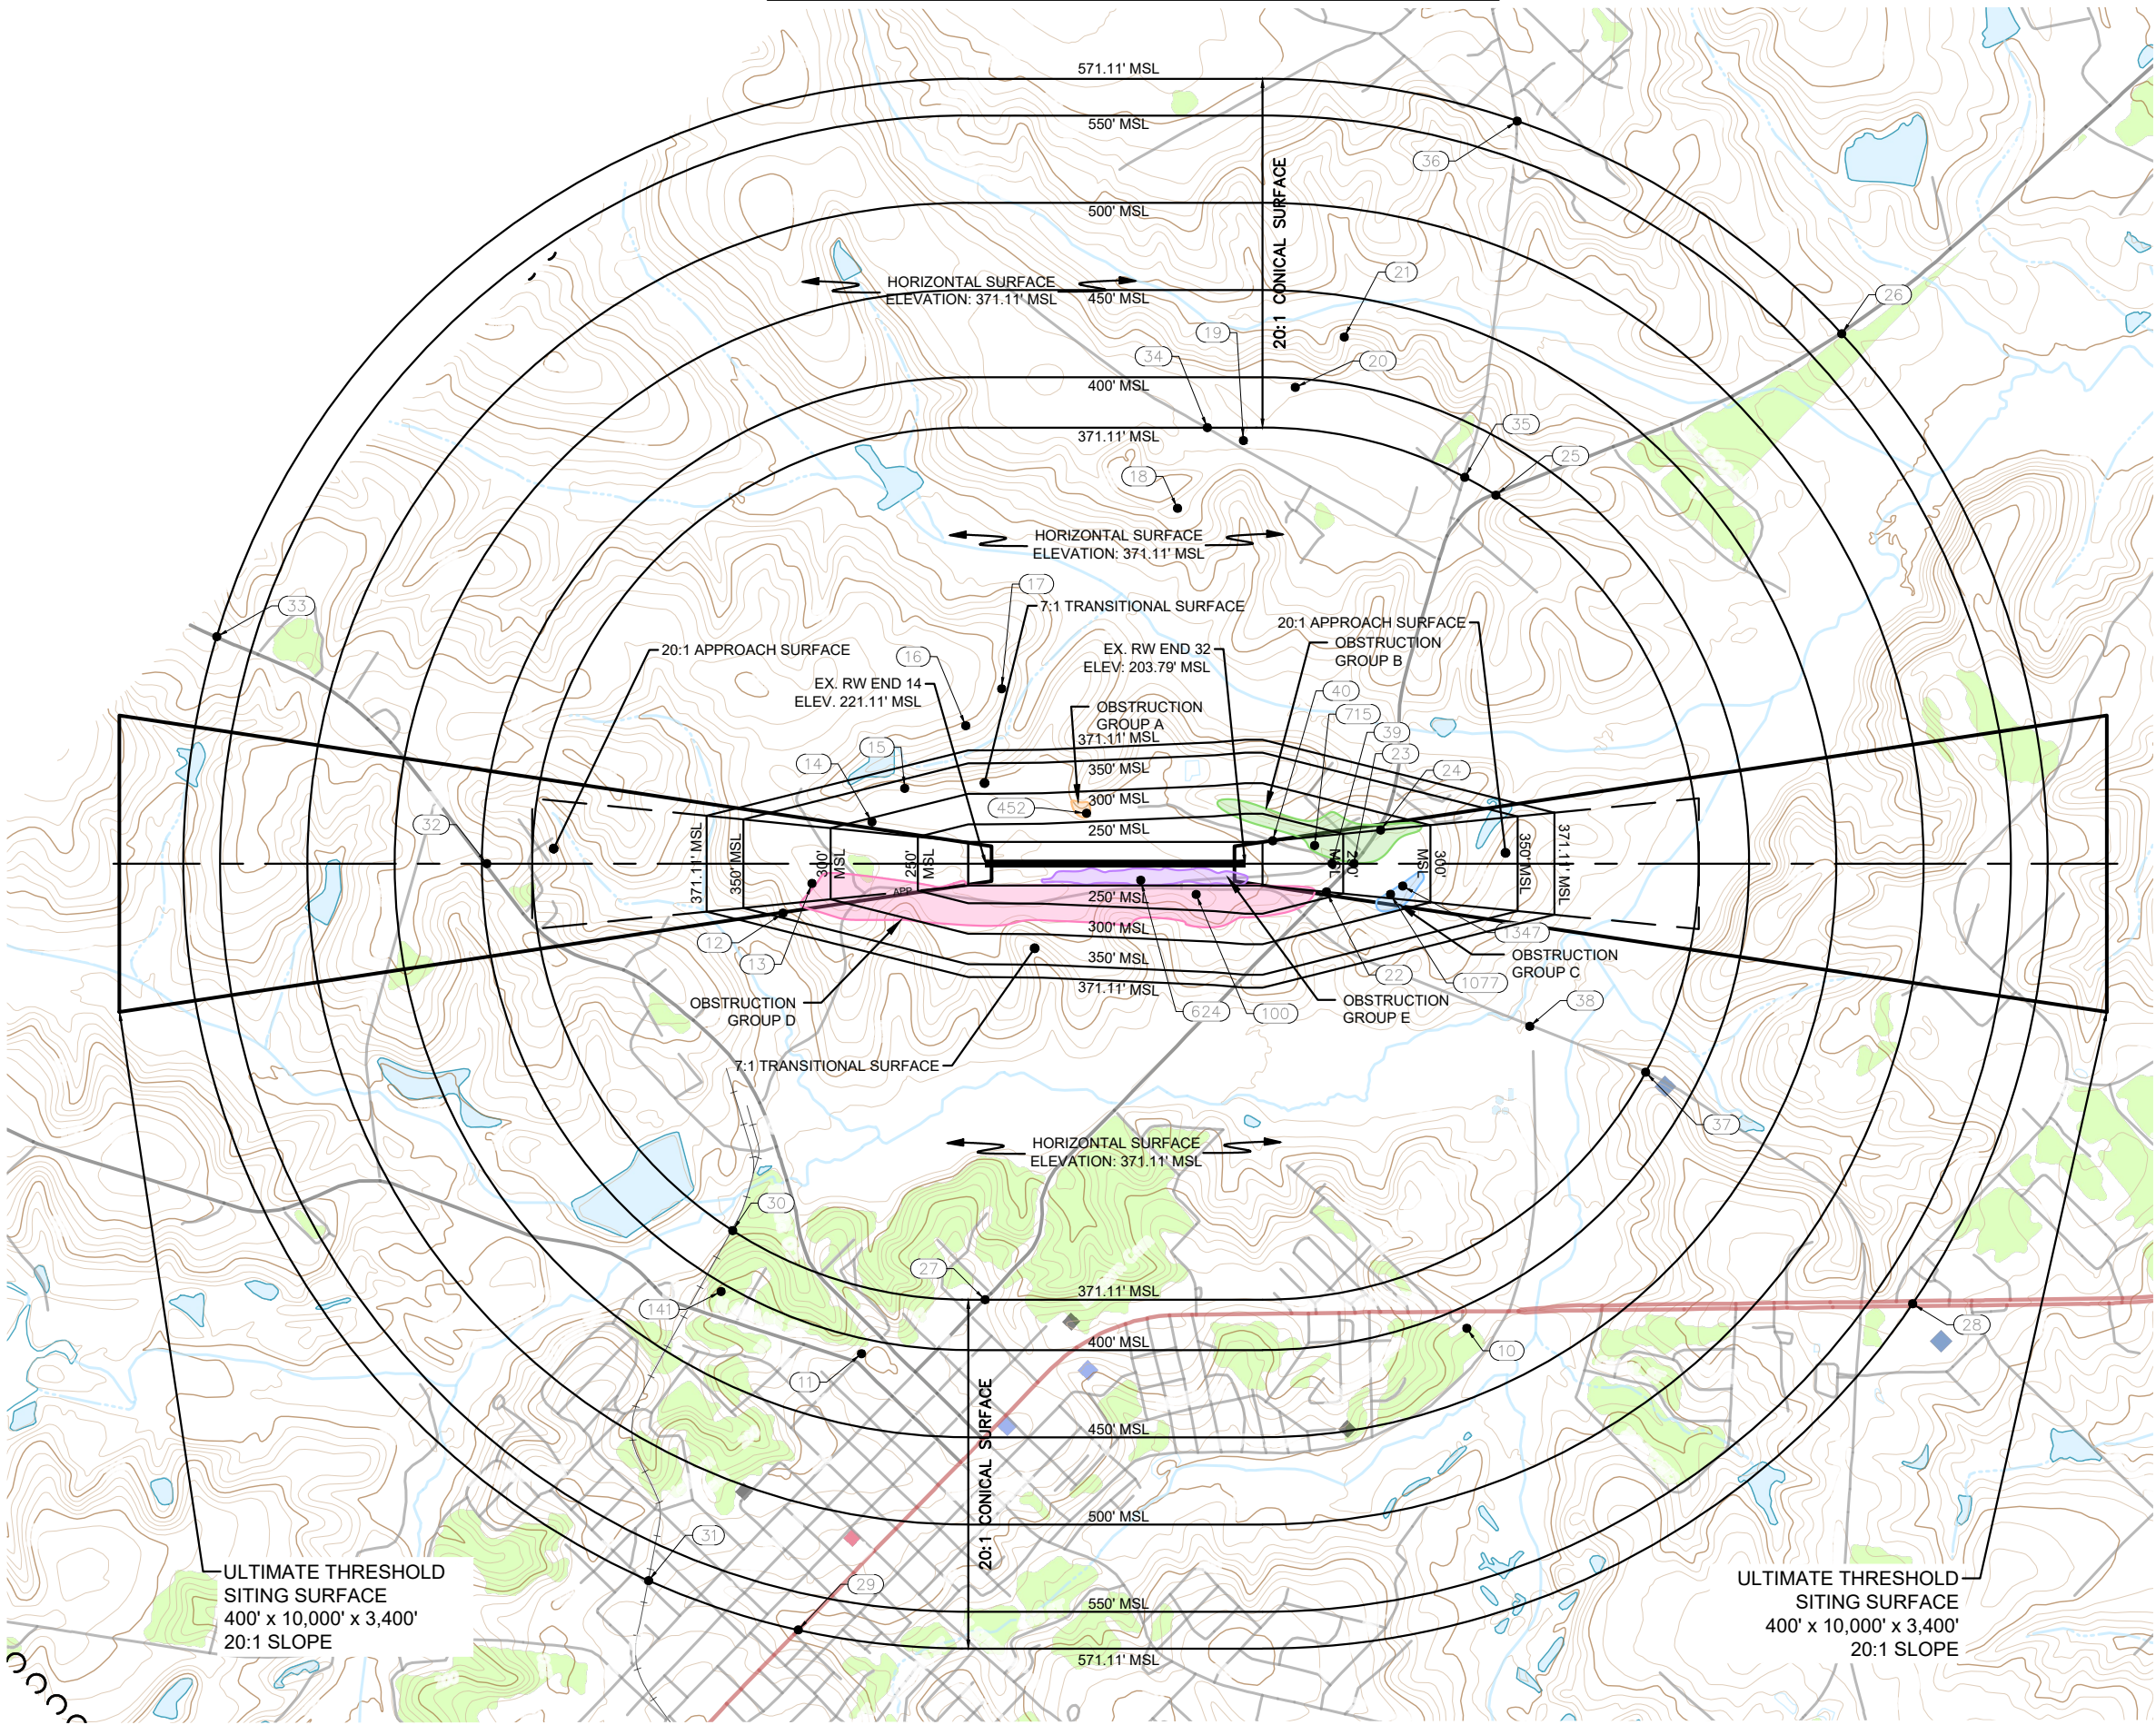 571.11' MSL
550' MSL
36
500' MSL
20:1 CONICAL SURFACE
21
HORIZONTAL SURFACE
ELEVATION: 371.11' MSL
450' MSL
26
19
34
20
400' MSL
371.11' MSL
35
25
18
HORIZONTAL SURFACE
ELEVATION: 371.11' MSL
17
33
7:1 TRANSITIONAL SURFACE
20:1 APPROACH SURFACE
20:1 APPROACH SURFACE
OBSTRUCTION
GROUP B
16
EX. RW END 32
ELEV: 203.79' MSL
EX. RW END 14
ELEV. 221.11' MSL
40
OBSTRUCTION
GROUP A
715
39
371.11' MSL
15
23
14
350' MSL
24
452
300' MSL
32
250' MSL
371.11' MSL
350' MSL
300'
MSL
250'
MSL
MSL
250'
MSL
300'
350' MSL
371.11' MSL
APP
250' MSL
12
13
300' MSL
1347
350' MSL
OBSTRUCTION
GROUP C
22
1077
371.11' MSL
OBSTRUCTION
GROUP D
624
100
OBSTRUCTION
GROUP E
38
7:1 TRANSITIONAL SURFACE
37
HORIZONTAL SURFACE
ELEVATION: 371.11' MSL
30
27
371.11' MSL
141
28
400' MSL
10
11
20:1 CONICAL SURFACE
450' MSL
500' MSL
31
29
ULTIMATE THRESHOLD
SITING SURFACE
400' x 10,000' x 3,400'
20:1 SLOPE
550' MSL
571.11' MSL
ULTIMATE THRESHOLD
SITING SURFACE
400' x 10,000' x 3,400'
20:1 SLOPE